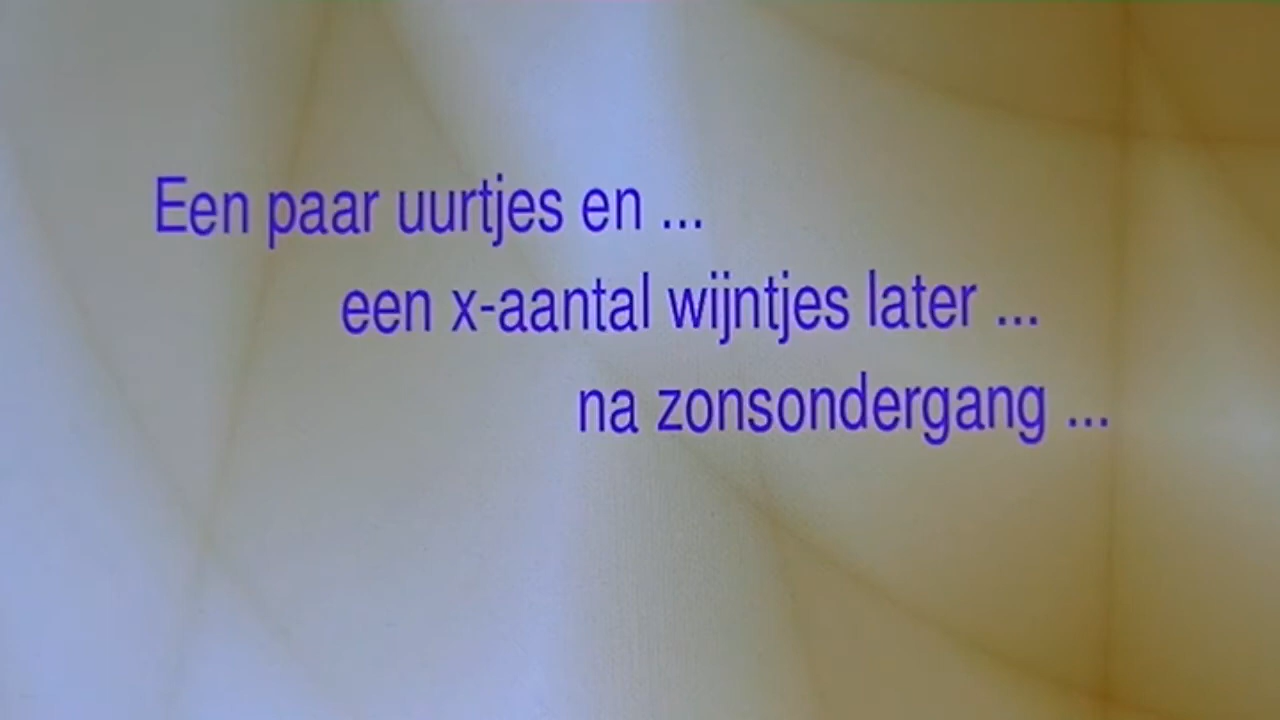 Een paar uurtjes en ...
een x-aantal wijntjes later ...
na zonsondergang ...